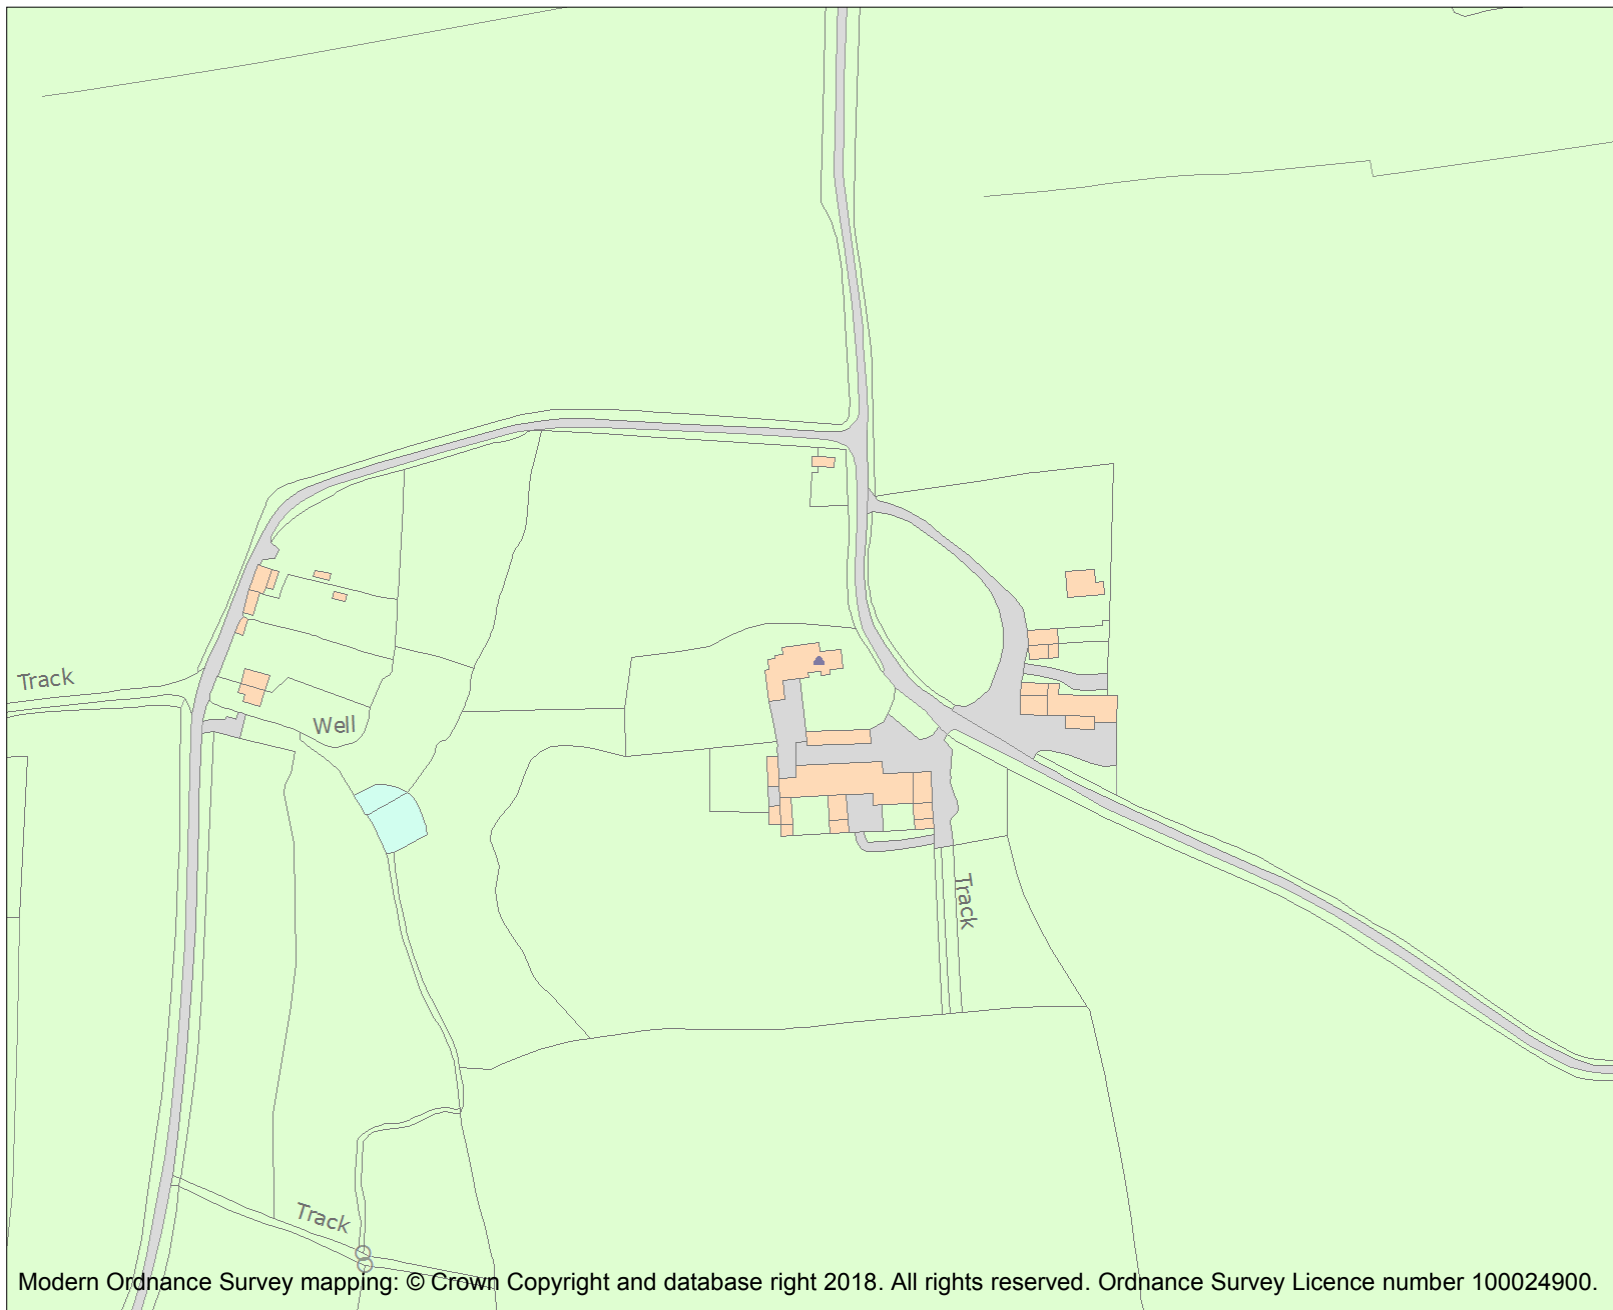 Track
Well
Track
Track
Modern Ordnance Survey mapping: © Crown Copyright and database right 2018. All rights reserved. Ordnance Survey Licence number 100024900.